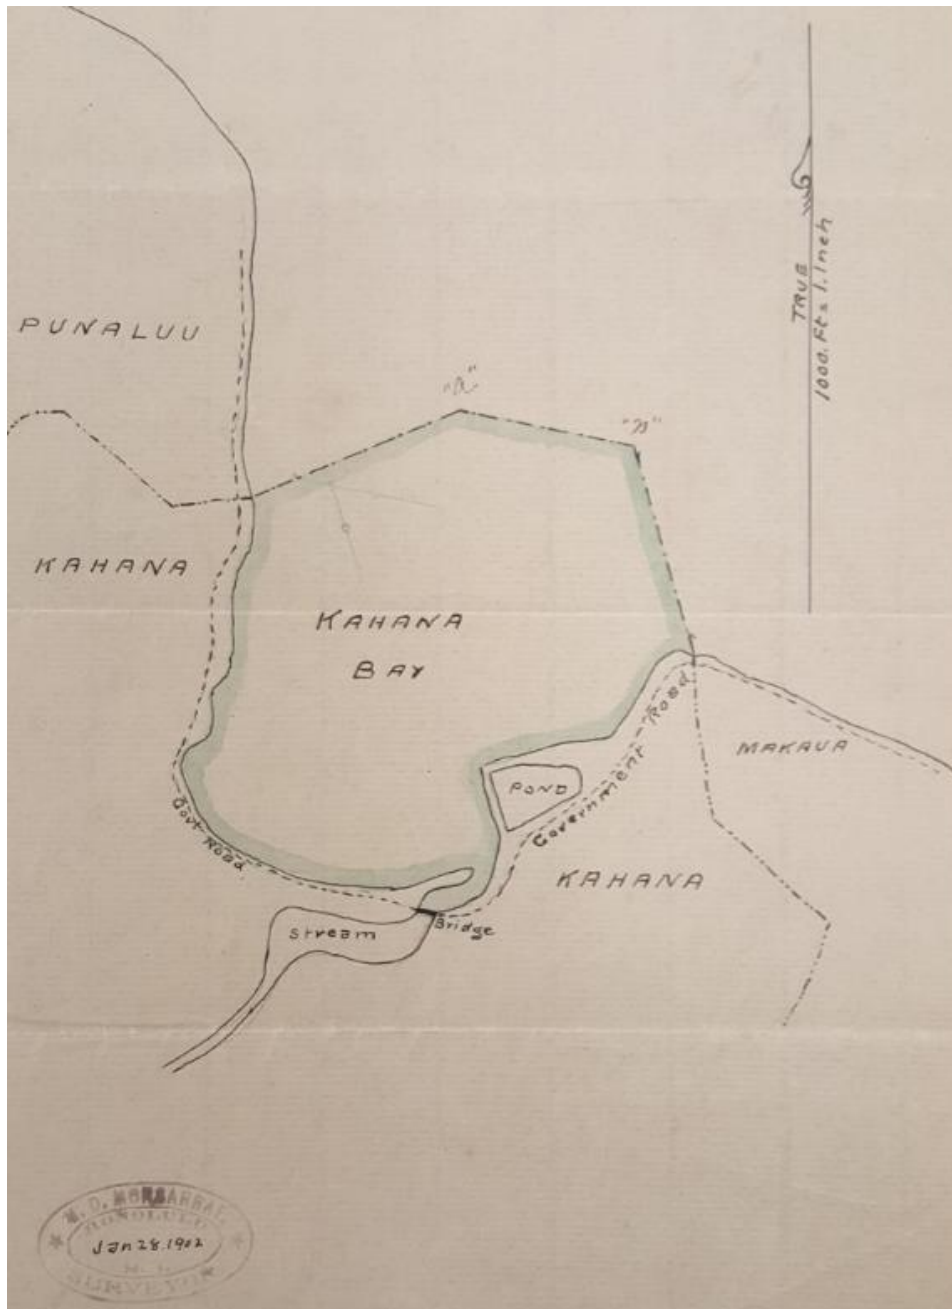 TRUE
1000.Ft = 1.Inch
PUNALUU
"a"
KAHANA
KAHANA
BAY
Government Road
MAKAUA
POND
Gov't Road
KAHANA
Bridge
stream
M. D. MONSARRAT
HONOLULU
Jan 28.1902
H. I.
SURVEYOR